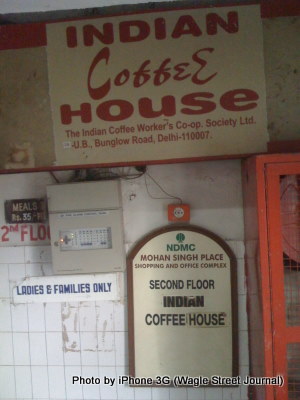 INDIAN
Coffee
HOUSE
The Indian Coffee Worker's Co-op. Society Ltd.
-U.B., Bunglow Road, Delhi-110007.
MEALS
Rs.35/-
2ND FLO
LADIES & FAMILIES ONLY
NDMC
MOHAN SINGH PLACE
SHOPPING AND OFFICE COMPLEX
SECOND FLOOR
INDIAN
COFFEE HOUSE
Photo by iPhone 3G (Wagle Street Journal)